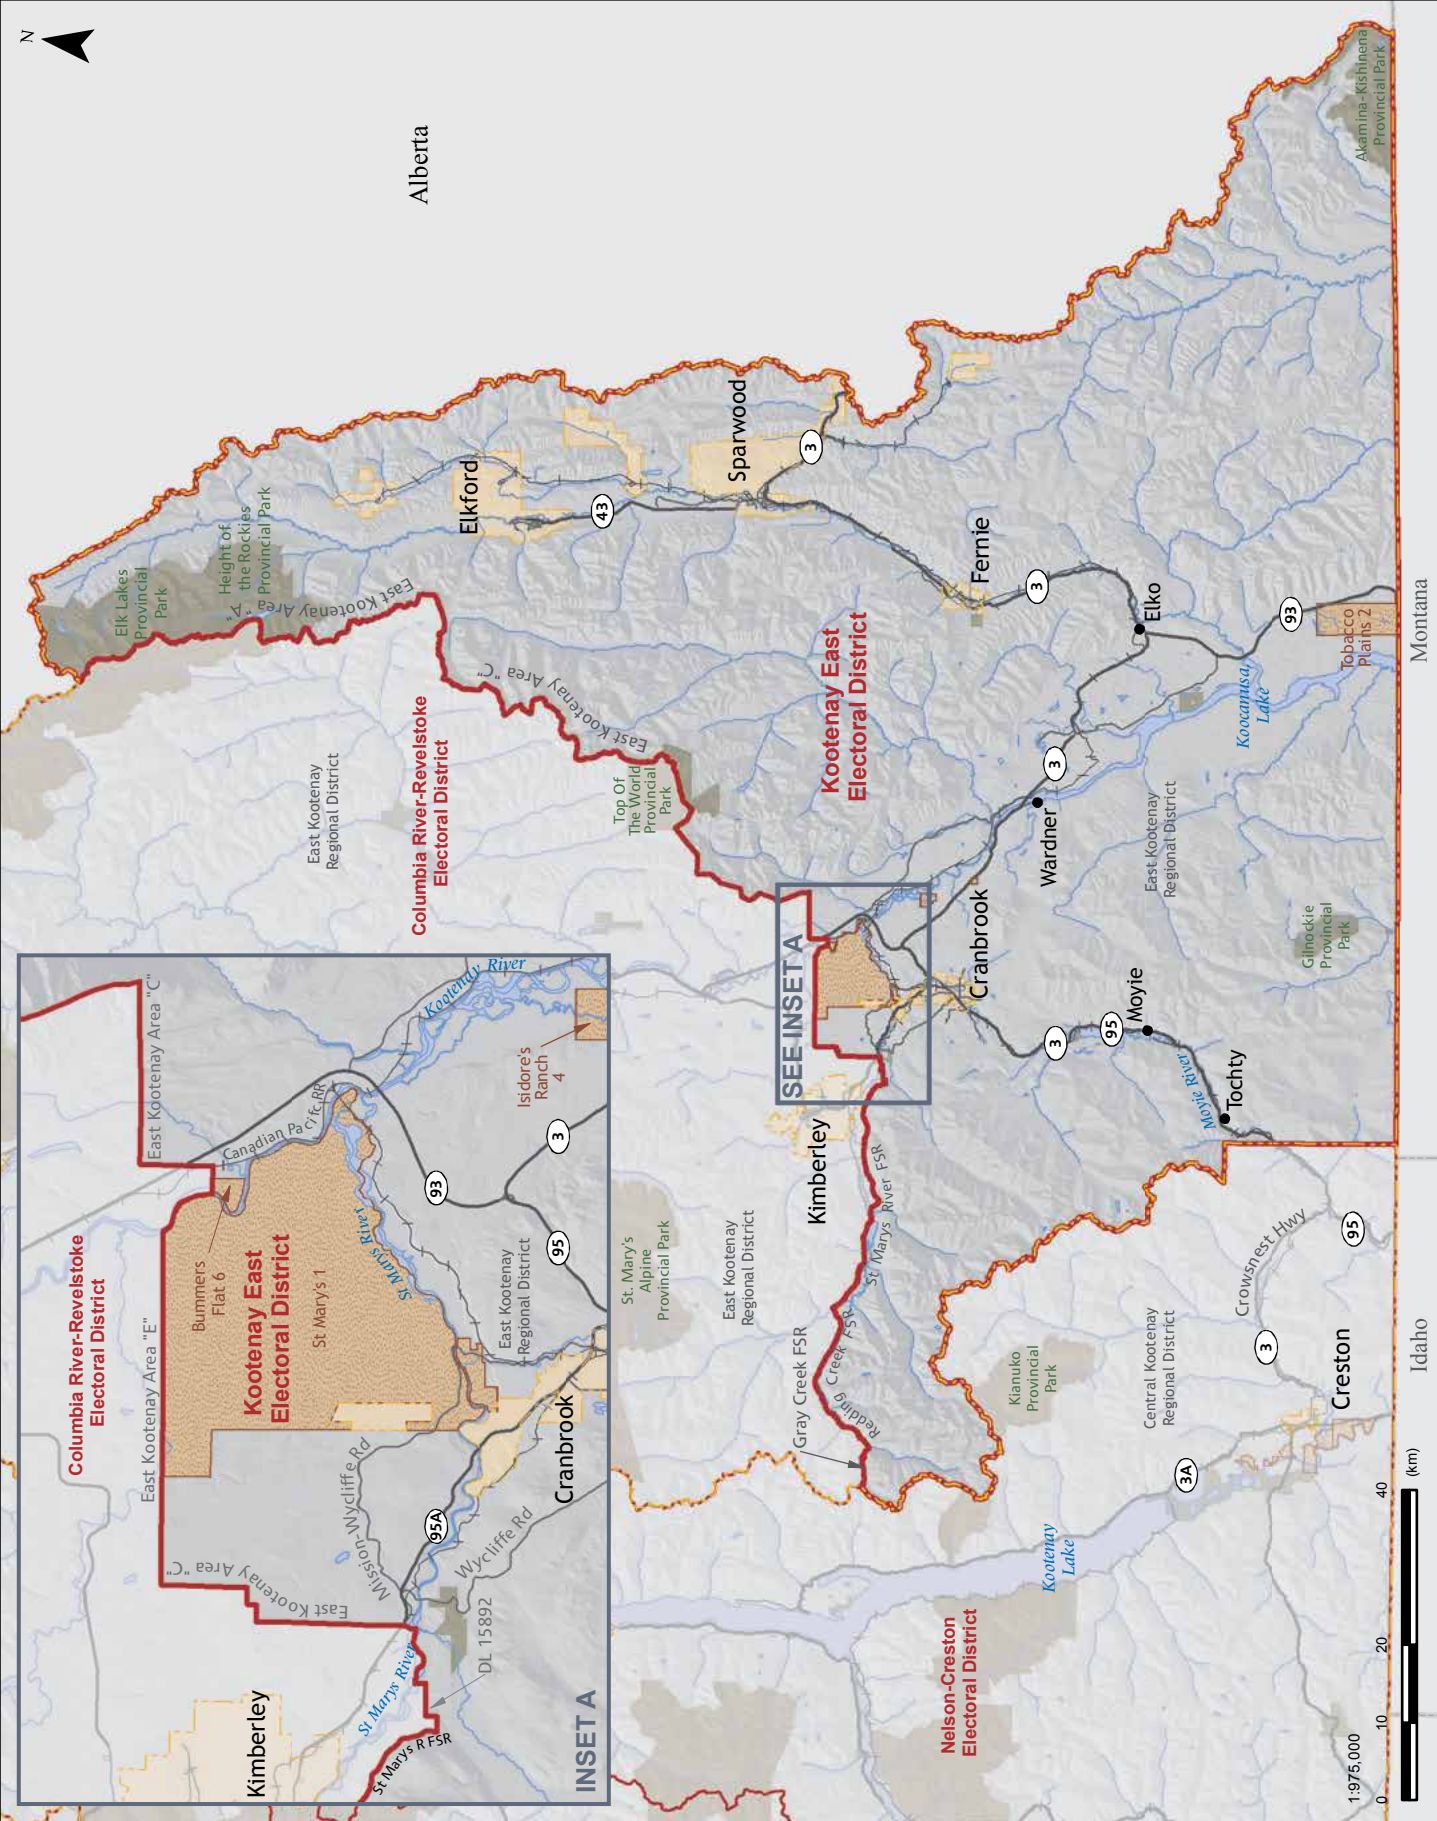 N
Alberta
Akamina-Kishinena
Provincial Park
Elk Lakes
Provincial
Park
Height of
the Rockies
Provincial Park
East Kootenay Area "A"
Elkford
43
Sparwood
3
East Kootenay Area "C"
Columbia River-Revelstoke
Electoral District
East Kootenay
Regional District
Top Of
The World
Provincial
Park
Kootenay East
Electoral District
Fernie
3
Elko
93
Tobacco
Plains 2
Koocanusa
Lake
Montana
3
Wardner
East Kootenay
Regional District
Gilnockie
Provincial
Park
SEE INSET A
Cranbrook
3
95
Moyie
Moyie River
Tochty
Kimberley
St Marys River FSR
St. Mary's
Alpine
Provincial Park
East Kootenay
Regional District
Gray Creek FSR
Redding Creek FSR
Kianuko
Provincial
Park
Central Kootenay
Regional District
Crowsnest Hwy
95
3
Creston
Idaho
3A
Kootenay
Lake
Nelson-Creston
Electoral District
1:975,000
0
10
20
40
(km)
Columbia River-Revelstoke
Electoral District
East Kootenay Area "E"
East Kootenay Area "C"
Kootenay River
Canadian Pacifc RR
Isidore's
Ranch
4
Bummers
Flat 6
Kootenay East
Electoral District
St Mary's 1
St Marys River
93
3
95
East Kootenay
Regional District
Cranbrook
Mission-Wycliffe Rd
95A
Wycliffe Rd
East Kootenay Area "C"
DL 15892
St Marys River
St Marys R FSR
Kimberley
INSET A